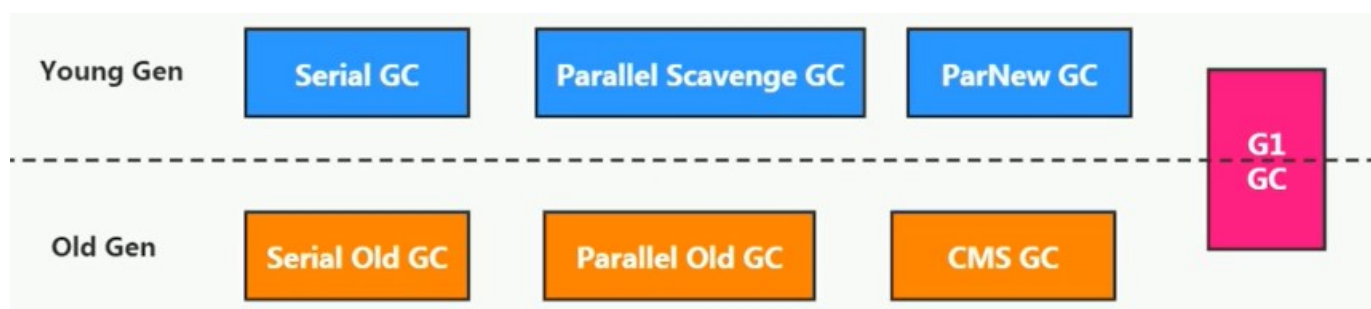 Young Gen
Serial GC
Parallel Scavenge GC
ParNew GC
G1
GC
Old Gen
Serial Old GC
Parallel Old GC
CMS GC